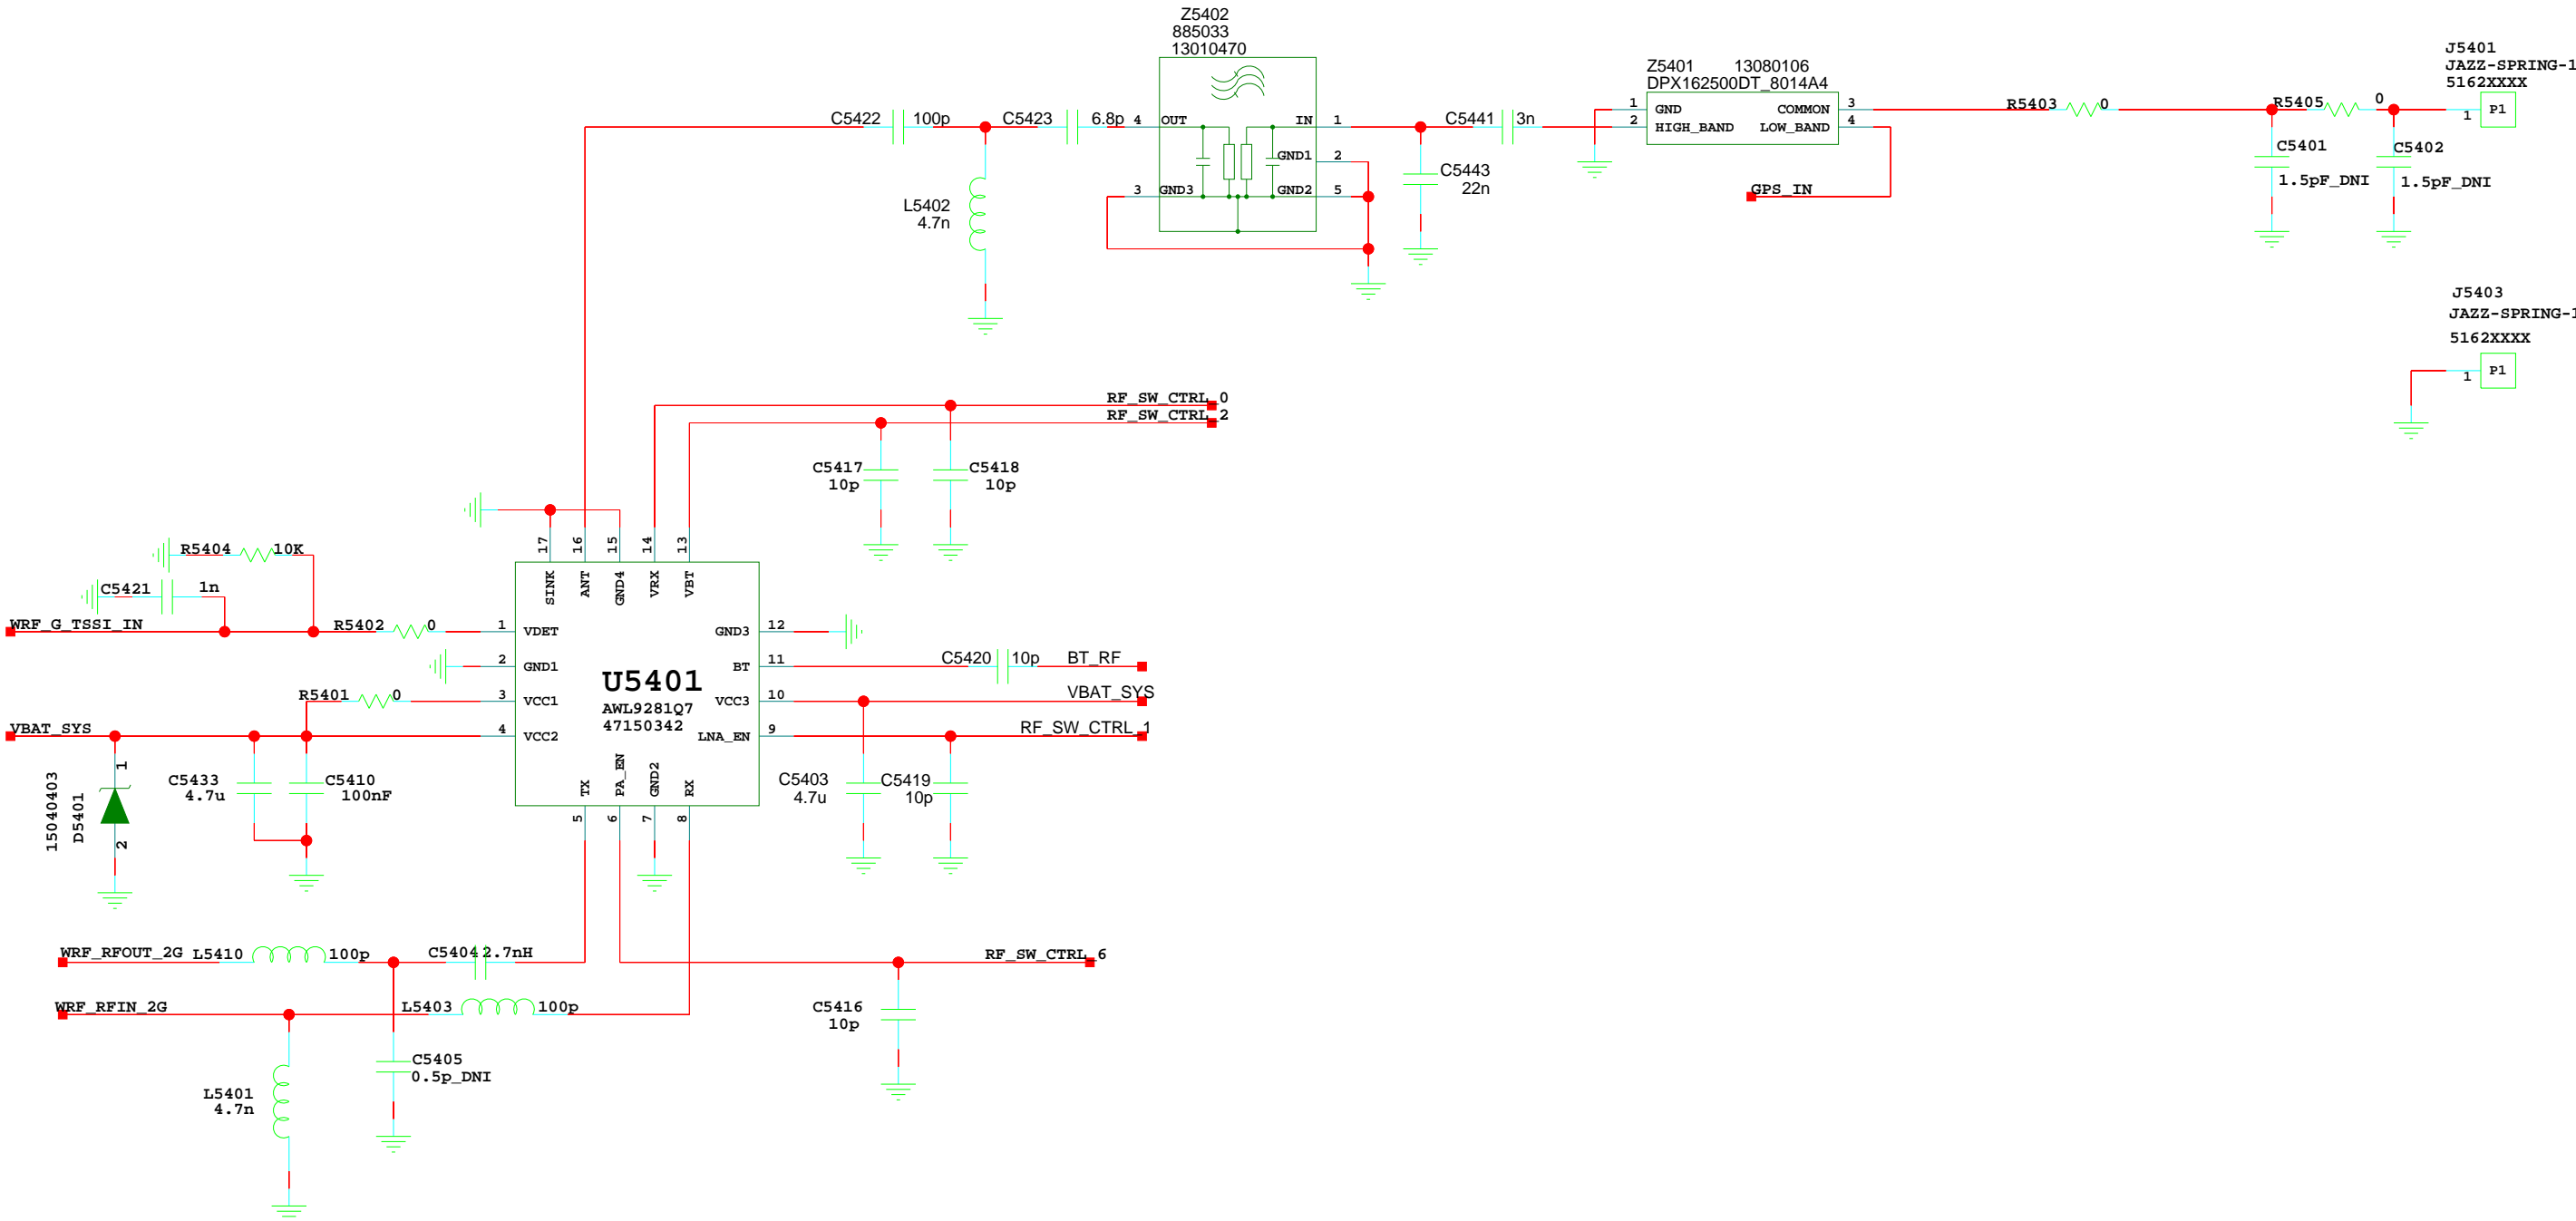 Z5402
885033
13010470
J5401
JAZZ-SPRING-1
5162XXXX
Z5401 13080106
DPX162500DT_8014A4
1 GND COMMON 3
2 HIGH_BAND LOW_BAND 4
R5403 0
R5405 0
1 P1
C5422 100p C5423 6.8p 4 OUT IN 1 C5441 3n
GND1 2
3 GND3 GND2 5
C5443
22n
GPS_IN
C5401
1.5pF_DNI
C5402
1.5pF_DNI
L5402
4.7n
J5403
JAZZ-SPRING-1
5162XXXX
1 P1
RF_SW_CTRL_0
RF_SW_CTRL_2
C5417
10p
C5418
10p
17 16 15 14 13
SINK ANT GND4 VRX VBT
R5404 10K
C5421 1n
WRF_G_TSSI_IN R5402 0 1 VDET GND3 12
2 GND1 BT 11 C5420 10p BT_RF
U5401
AWL9281Q7
47150342
R5401 0 3 VCC1 VCC3 10 VBAT_SYS
VBAT_SYS 4 VCC2 LNA_EN 9 RF_SW_CTRL_1
15040403
D5401
1
2
C5433
4.7u
C5410
100nF
TX PA_EN GND2 RX
5 6 7 8
C5403
4.7u
C5419
10p
WRF_RFOUT_2G L5410 100p C5404 2.7nH
RF_SW_CTRL_6
WRF_RFIN_2G L5403 100p
C5416
10p
C5405
0.5p_DNI
L5401
4.7n